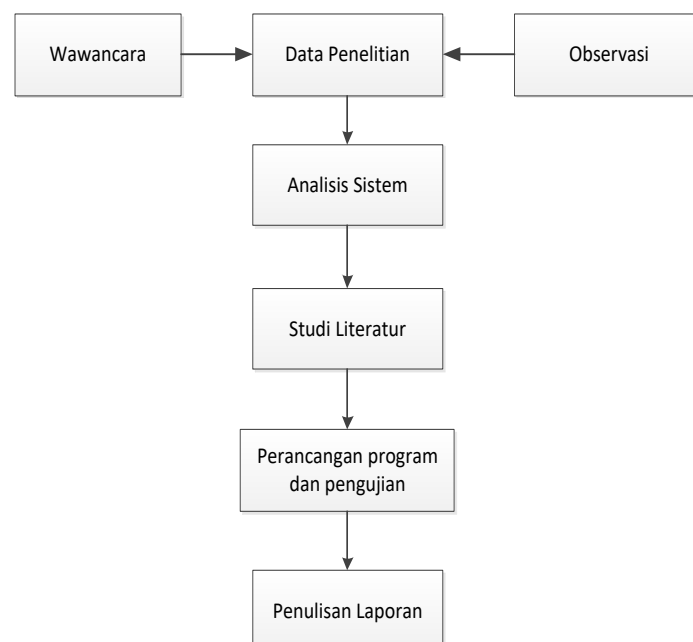 Wawancara
Data Penelitian
Observasi
Analisis Sistem
Studi Literatur
Perancangan program
dan pengujian
Penulisan Laporan